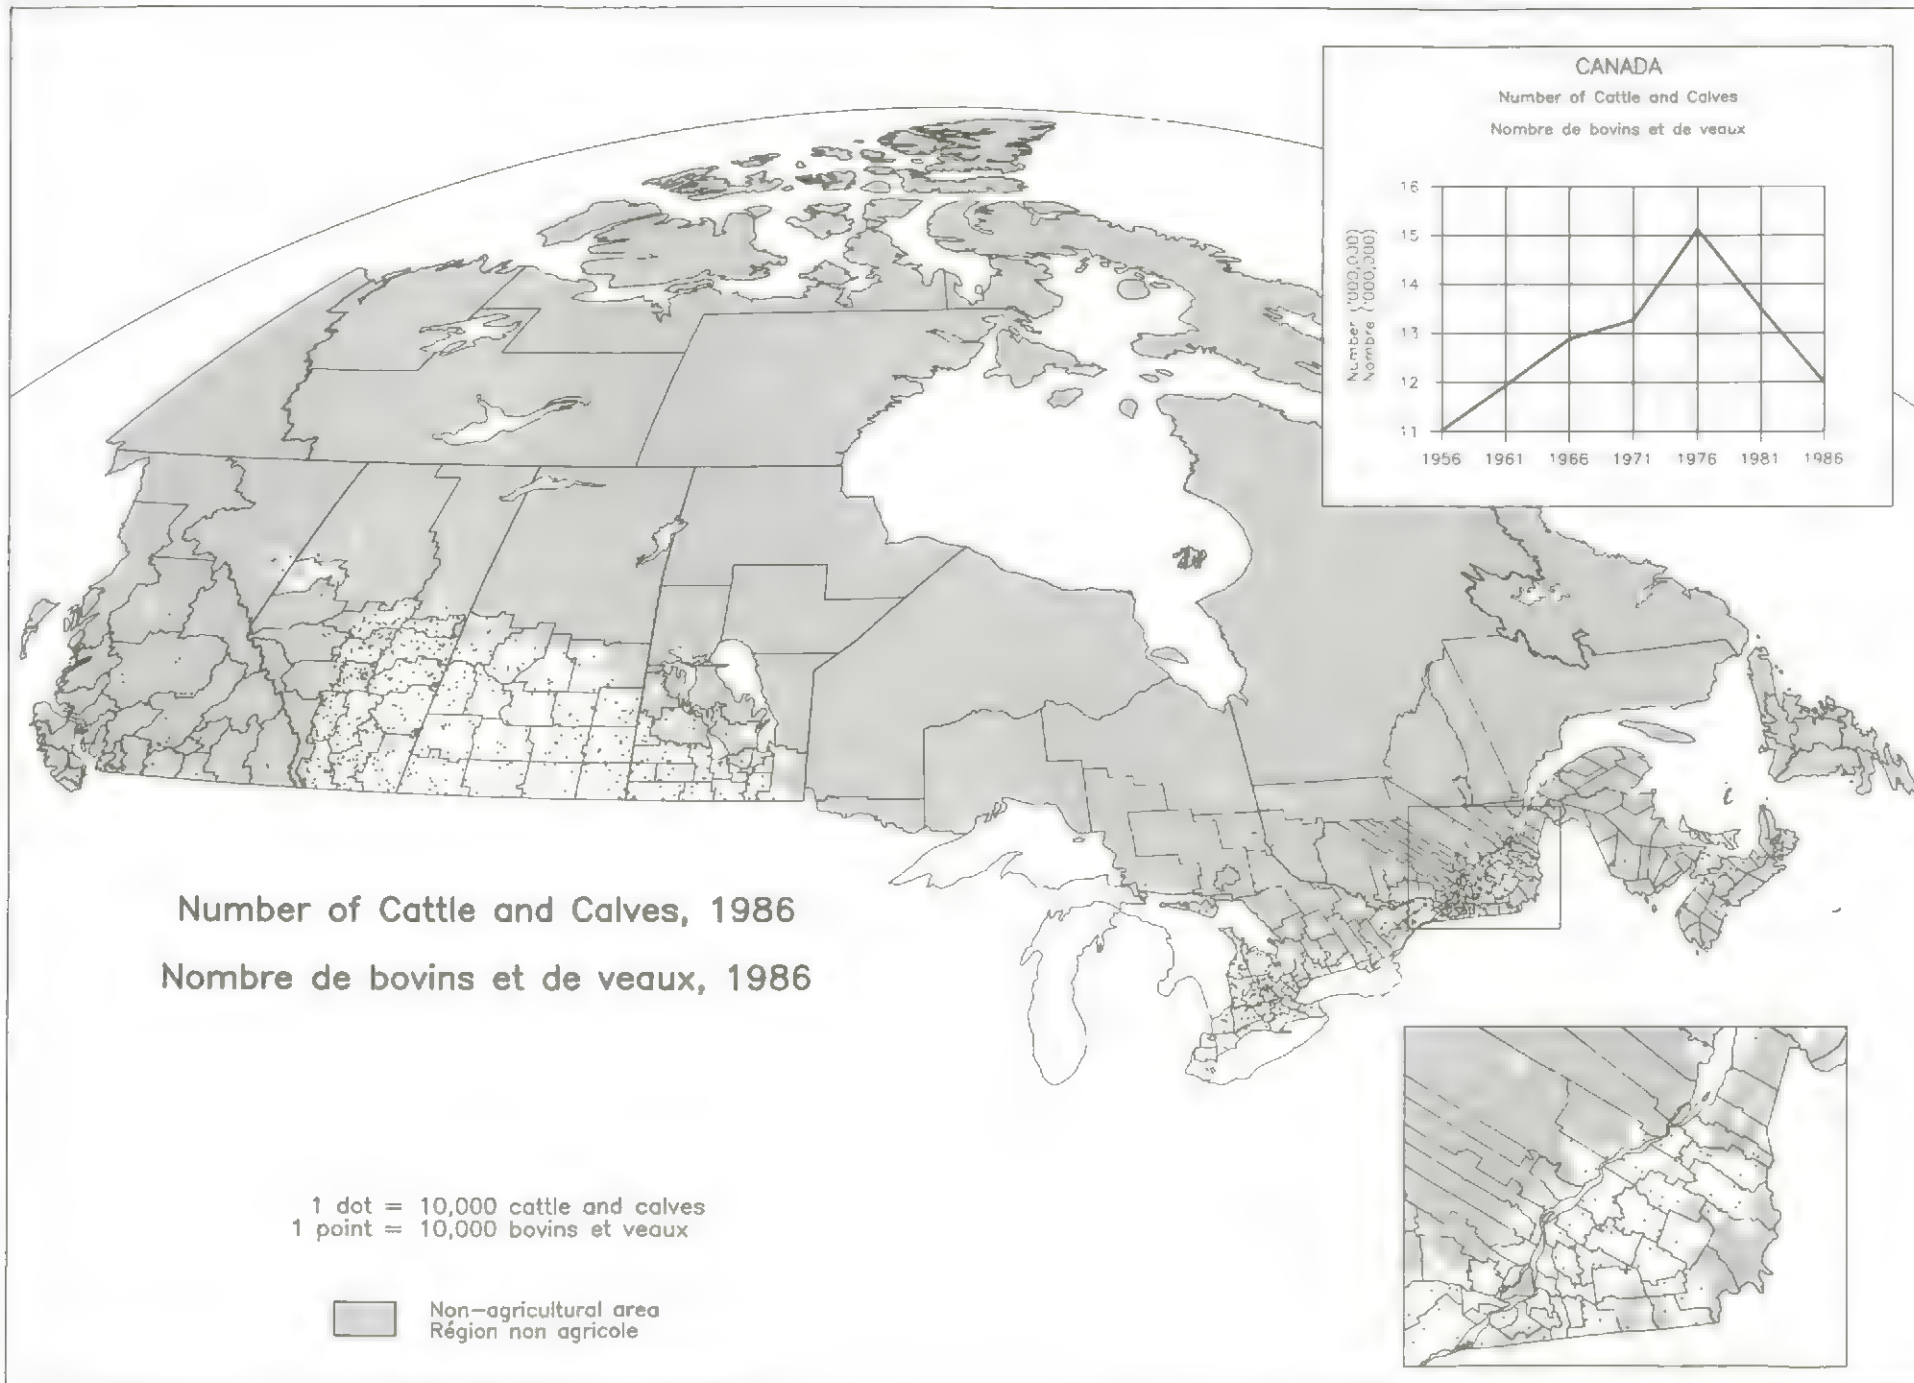 CANADA
Number of Cattle and Calves
Nombre de bovins et de veaux
Number (’000,000)
Nombre (’000,000)
16
15
14
13
12
11
1956 1961 1966 1971 1976 1981 1986
Number of Cattle and Calves, 1986
Nombre de bovins et de veaux, 1986
1 dot = 10,000 cattle and calves
1 point = 10,000 bovins et veaux
Non-agricultural area
Région non agricole